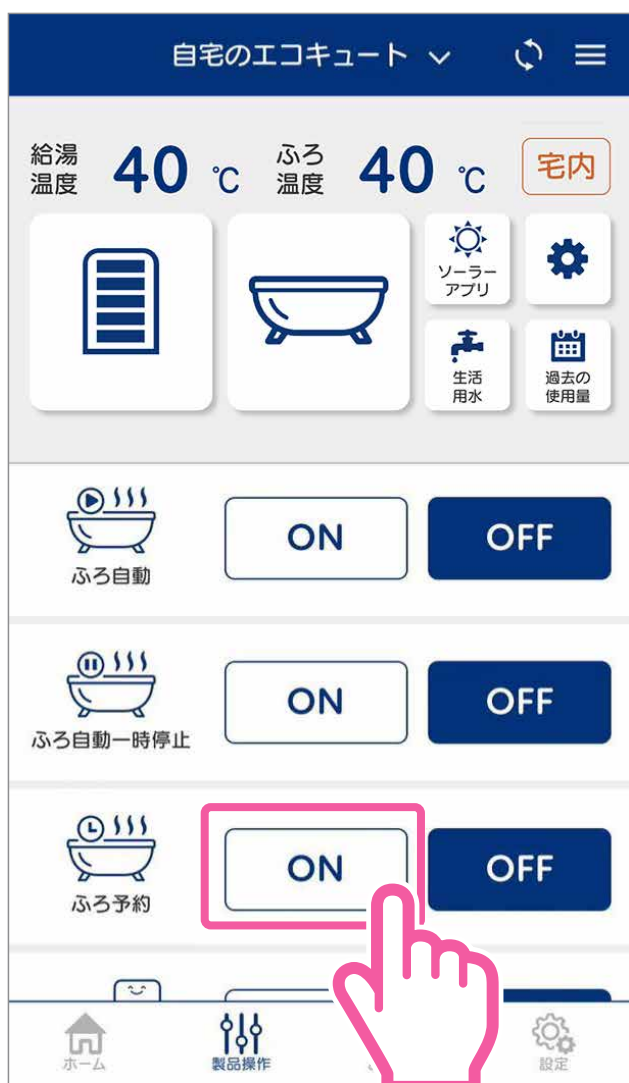 自宅のエコキュート
給湯
温度
40 ℃
ふろ
温度
40 ℃
宅内
ソーラー
アプリ
生活
用水
過去の
使用量
ふろ自動
ON
OFF
ふろ自動一時停止
ON
OFF
ふろ予約
ON
OFF
ホーム
製品操作
設定